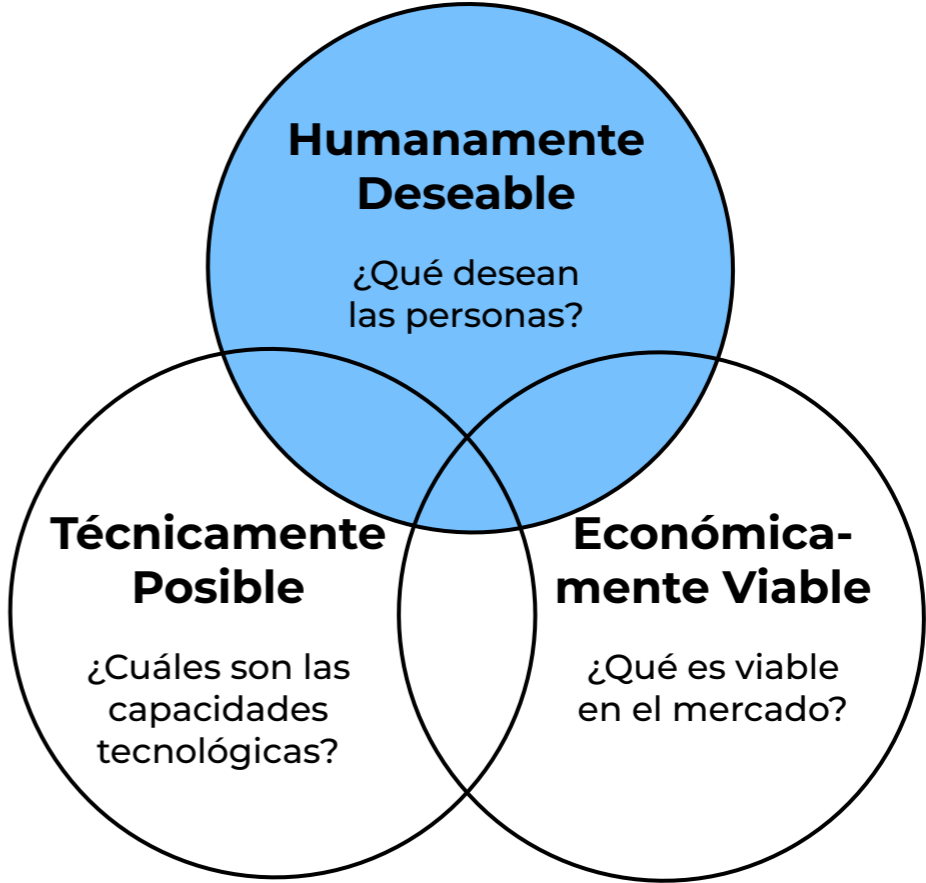 Humanamente
Deseable
¿Qué desean
las personas?
Técnicamente
Posible
¿Cuáles son las
capacidades
tecnológicas?
Económica-
mente Viable
¿Qué es viable
en el mercado?